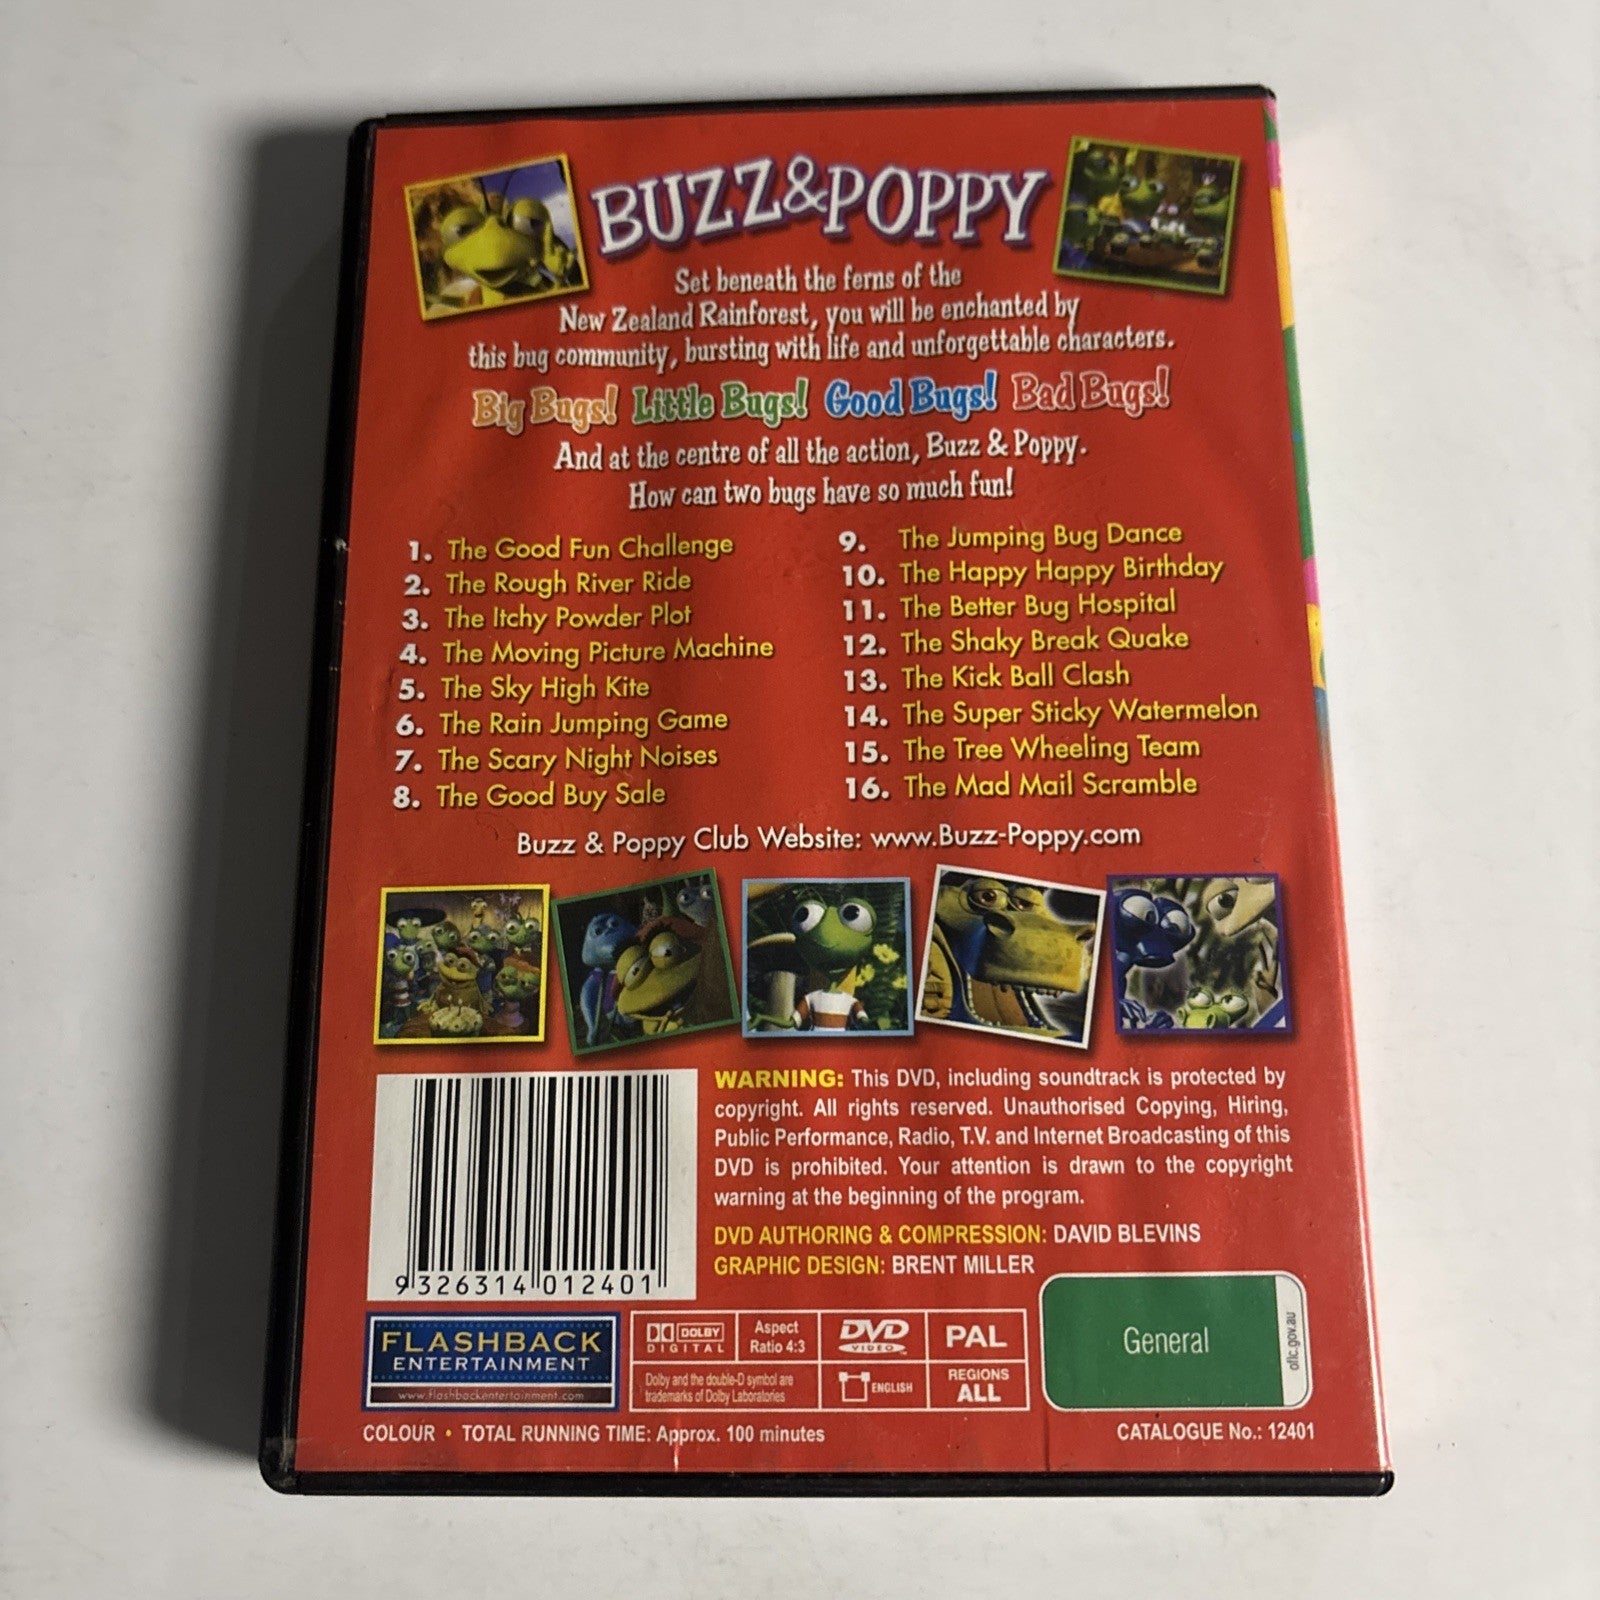 BUZZ&POPPY
Set beneath the ferns of the
New Zealand Rainforest, you will be enchanted by
this bug community, bursting with life and unforgettable characters.
Big Bugs! Little Bugs! Good Bugs! Bad Bugs!
And at the centre of all the action, Buzz & Poppy.
How can two bugs have so much fun!
1. The Good Fun Challenge
2. The Rough River Ride
3. The Itchy Powder Plot
4. The Moving Picture Machine
5. The Sky High Kite
6. The Rain Jumping Game
7. The Scary Night Noises
8. The Good Buy Sale
9. The Jumping Bug Dance
10. The Happy Happy Birthday
11. The Better Bug Hospital
12. The Shaky Break Quake
13. The Kick Ball Clash
14. The Super Sticky Watermelon
15. The Tree Wheeling Team
16. The Mad Mail Scramble
Buzz & Poppy Club Website: www.Buzz-Poppy.com
WARNING: This DVD, including soundtrack is protected by
copyright. All rights reserved. Unauthorised Copying, Hiring,
Public Performance, Radio, T.V. and Internet Broadcasting of this
DVD is prohibited. Your attention is drawn to the copyright
warning at the beginning of the program.
DVD AUTHORING & COMPRESSION: DAVID BLEVINS
GRAPHIC DESIGN: BRENT MILLER
9 326314 012401
FLASHBACK
ENTERTAINMENT
www.flashbackentertainment.com
DOLBY
DIGITAL
Aspect
Ratio 4:3
DVD
VIDEO
PAL
Dolby and the double-D symbol are
trademarks of Dolby Laboratories
ENGLISH
REGIONS
ALL
General
oflc.gov.au
COLOUR • TOTAL RUNNING TIME: Approx. 100 minutes
CATALOGUE No.: 12401